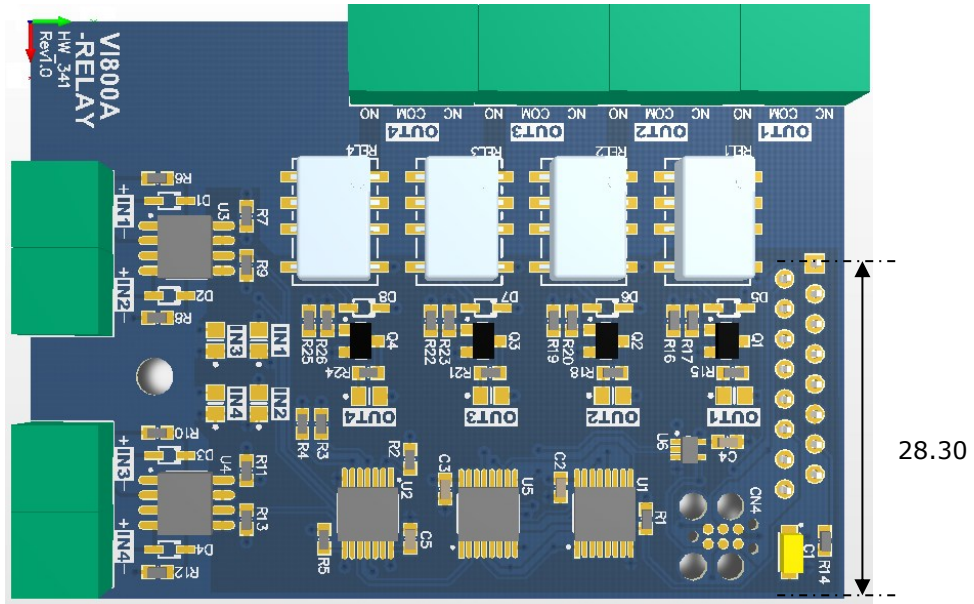 VI800A
-RELAY
HW_341
Rev1.0
NO COM NC NO COM NC NO COM NC NO COM NC
OUT4 OUT3 OUT2 OUT1
REL4 REL3 REL2 REL1
R6
+ IN1 -
D1
U3
R7
R9
+ IN2 -
D2
R8
D8 D7 D6 D5
R25 R26 Q4 R22 R23 Q3 R19 R20 Q2 R16 R17 Q1
IN3 IN1
R24 R21 R18 R15
IN4 IN2
OUT4 OUT3 OUT2 OUT1
R10
R4 R3
+ IN3 -
D3
U4
R11
R13
R2
U6
C4
28.30
C3 C2
U2 U5 U1
R1
CN4
+ IN4 -
D4
R12
R5
C5
C1
R14